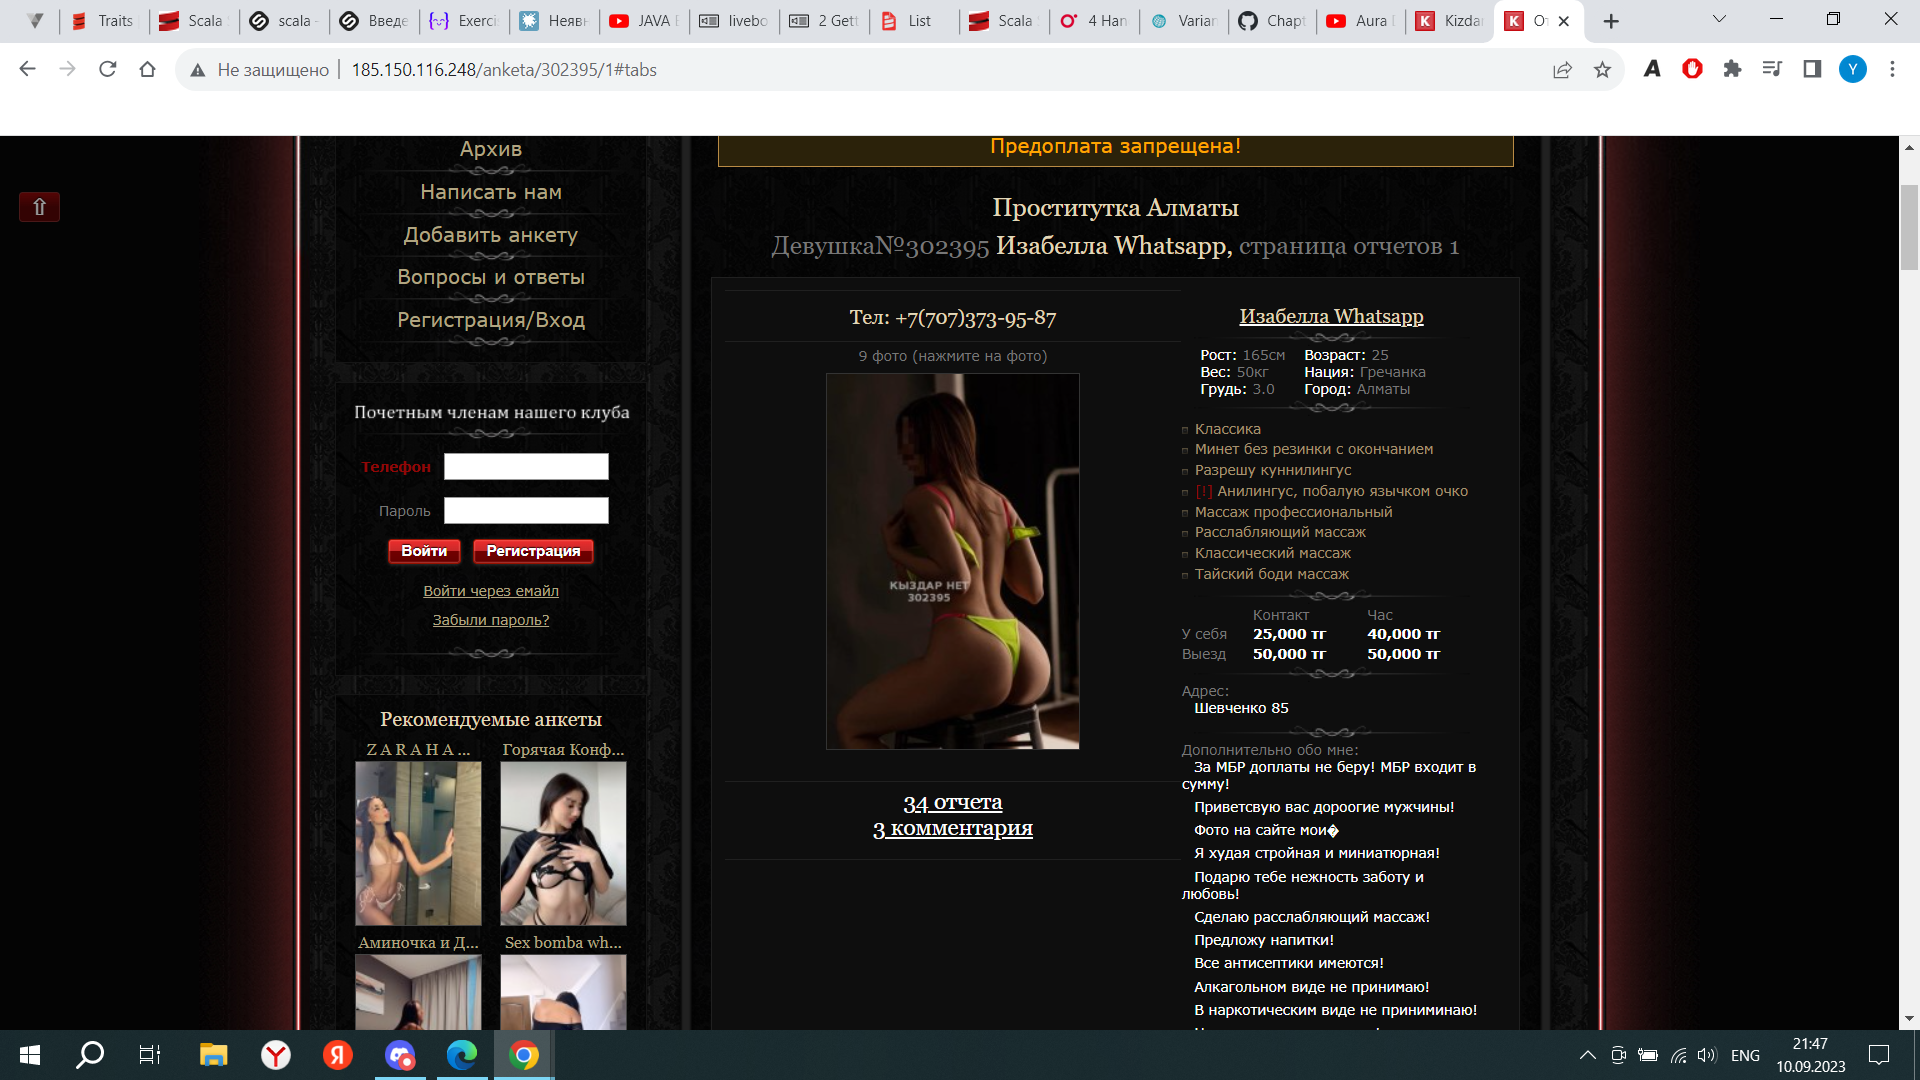 Traits
Scala
scala -
Введе
Exerci
Неявн
JAVA
livebo
2 Gett
List
Scala
4 Han
Varian
Chapt
Aura
Kizda
От
Не защищено
185.150.116.248/anketa/302395/1#tabs
Y
Архив
Написать нам
Добавить анкету
Вопросы и ответы
Регистрация/Вход
Почетным членам нашего клуба
Телефон
Пароль
Войти Регистрация
Войти через емайл
Забыли пароль?
Рекомендуемые анкеты
Z A R A H A ... Горячая Конф...
Аминочка и Д... Sex bomba wh...
Предоплата запрещена!
Проститутка Алматы
Девушка№302395 Изабелла Whatsapp, страница отчетов 1
Тел: +7(707)373-95-87
9 фото (нажмите на фото)
КЫЗДАР НЕТ
302395
34 отчета
3 комментария
Изабелла Whatsapp
Рост: 165см Возраст: 25
Вес: 50кг Нация: Гречанка
Грудь: 3.0 Город: Алматы
Классика
Минет без резинки с окончанием
Разрешу куннилингус
[!] Анилингус, побалую язычком очко
Массаж профессиональный
Расслабляющий массаж
Классический массаж
Тайский боди массаж
Контакт Час
У себя 25,000 тг 40,000 тг
Выезд 50,000 тг 50,000 тг
Адрес:
Шевченко 85
Дополнительно обо мне:
За МБР доплаты не беру! МБР входит в
сумму!
Приветсвую вас дороогие мужчины!
Фото на сайте мои�
Я худая стройная и миниатюрная!
Подарю тебе нежность заботу и
любовь!
Сделаю расслабляющий массаж!
Предложу напитки!
Все антисептики имеются!
Алкагольном виде не принимаю!
В наркотическим виде не приниминаю!
ENG
21:47
10.09.2023